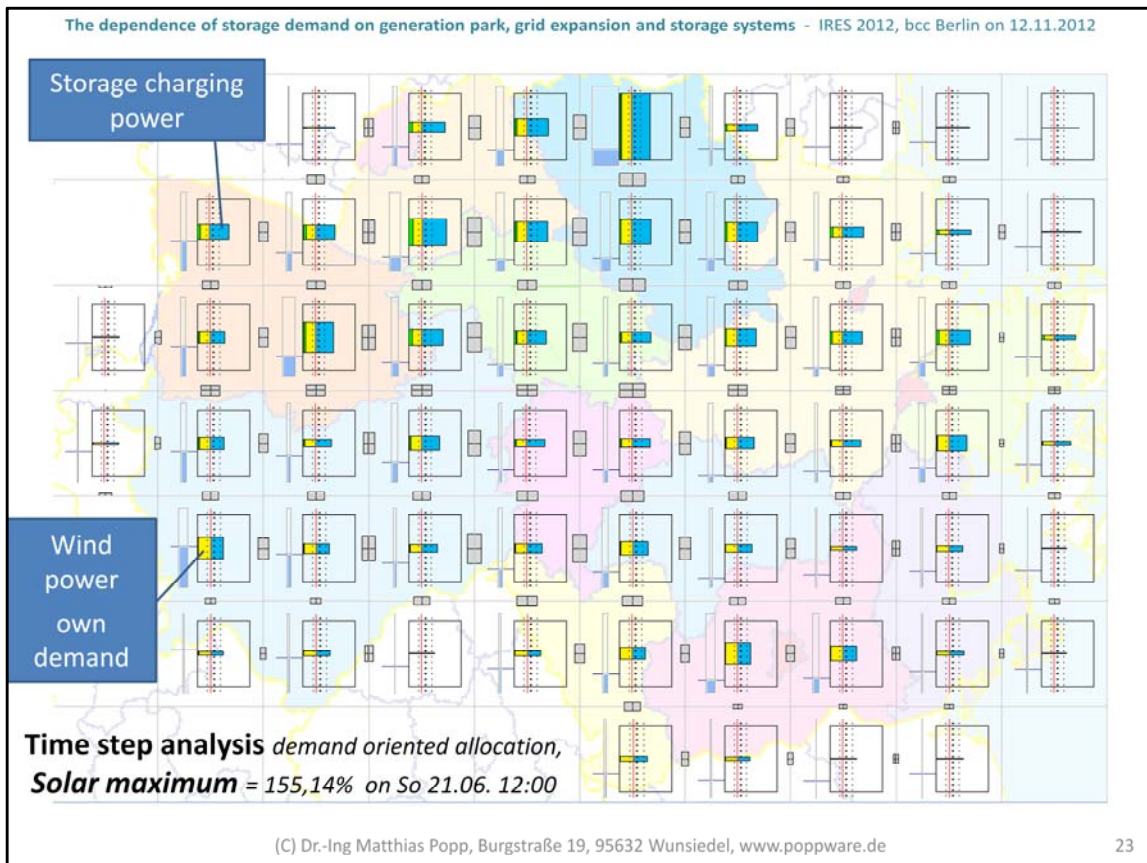 The dependence of storage demand on generation park, grid expansion and storage systems - IRES 2012, bcc Berlin on 12.11.2012
Storage charging
power
Wind
power
own
demand
Time step analysis demand oriented allocation,
Solar maximum = 155,14% on So 21.06. 12:00
(C) Dr.-Ing Matthias Popp, Burgstraße 19, 95632 Wunsiedel, www.poppware.de
23